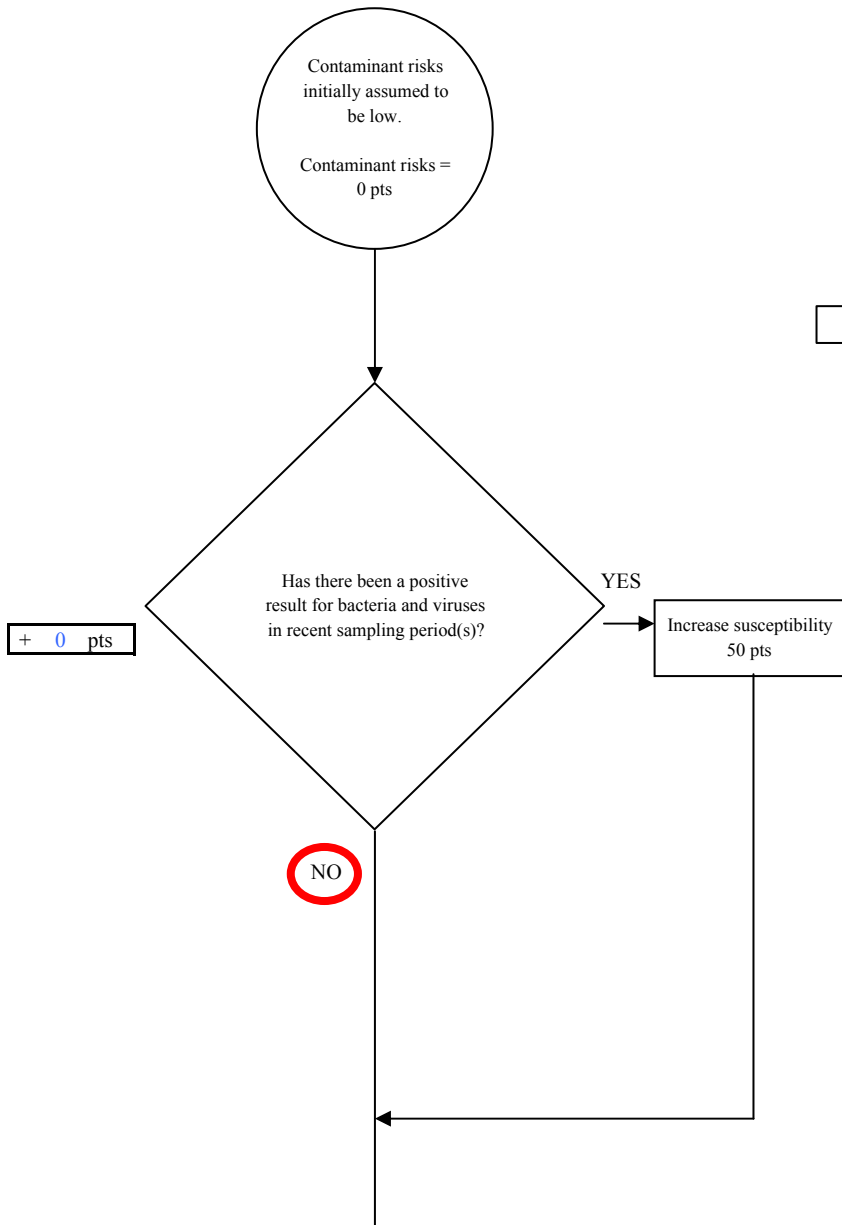 Contaminant risks
initially assumed to
be low.
Contaminant risks =
0 pts
Has there been a positive
result for bacteria and viruses
in recent sampling period(s)?
YES
+ 0 pts
Increase susceptibility
50 pts
NO